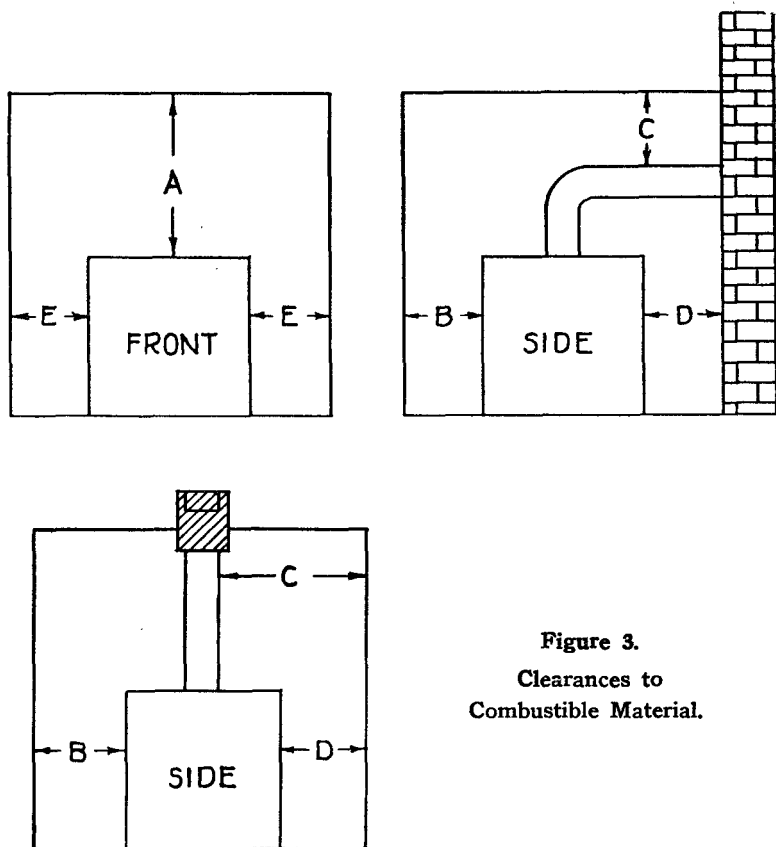 A
E
E
FRONT
C
B
D
SIDE
C
B
D
SIDE
Figure 3.
Clearances to
Combustible Material.